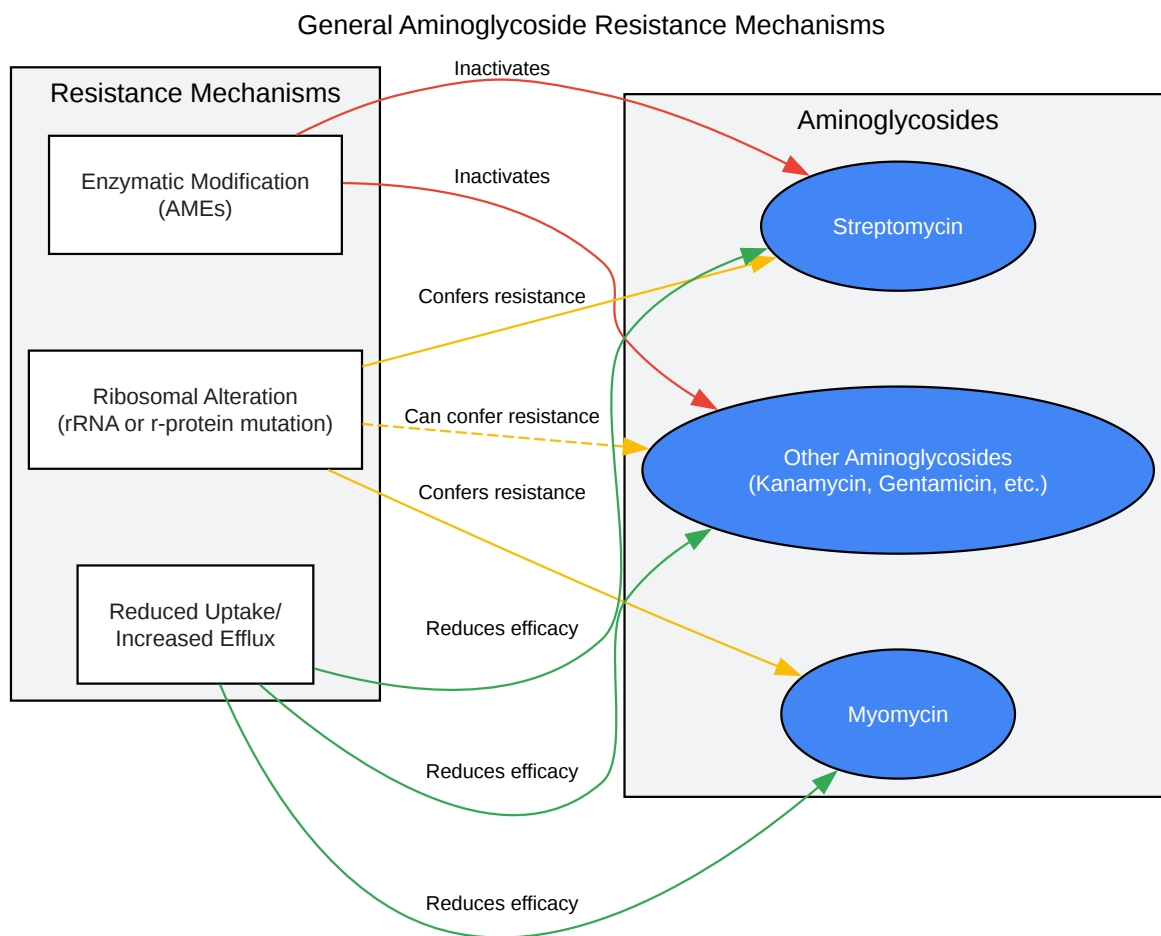 General Aminoglycoside Resistance Mechanisms
Resistance Mechanisms
Enzymatic Modification
(AMEs)
Ribosomal Alteration
(rRNA or r-protein mutation)
Reduced Uptake/
Increased Efflux
Inactivates
Inactivates
Confers resistance
Can confer resistance
Confers resistance
Reduces efficacy
Reduces efficacy
Reduces efficacy
Aminoglycosides
Streptomycin
Other Aminoglycosides
(Kanamycin, Gentamicin, etc.)
Myomycin